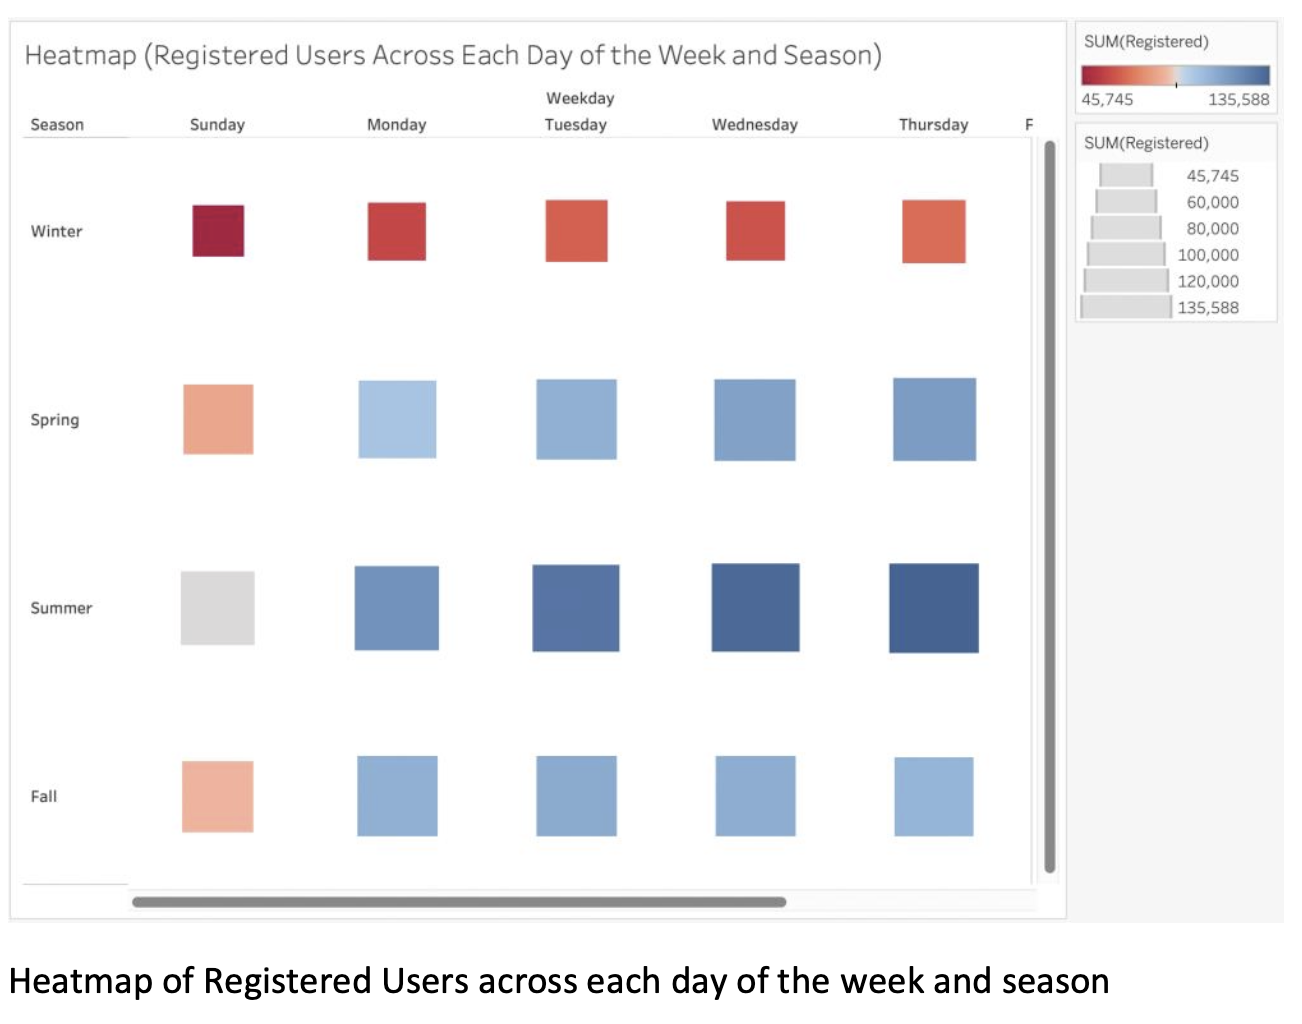 Heatmap (Registered Users Across Each Day of the Week and Season)
Weekday
Season Sunday Monday Tuesday Wednesday Thursday F
Winter
Spring
Summer
Fall
SUM(Registered)
45,745 135,588
SUM(Registered)
45,745
60,000
80,000
100,000
120,000
135,588
Heatmap of Registered Users across each day of the week and season